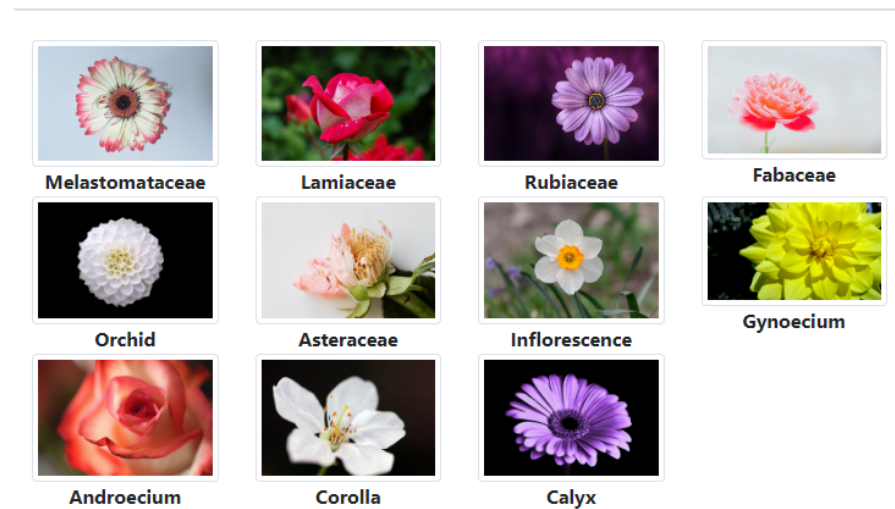 Melastomataceae
Lamiaceae
Rubiaceae
Fabaceae
Orchid
Asteraceae
Inflorescence
Gynoecium
Androecium
Corolla
Calyx